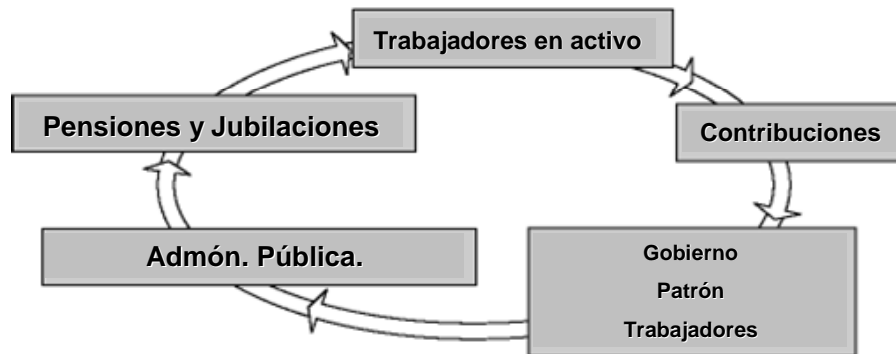 Trabajadores en activo
Pensiones y Jubilaciones
Contribuciones
Admón. Pública.
Gobierno
Patrón
Trabajadores